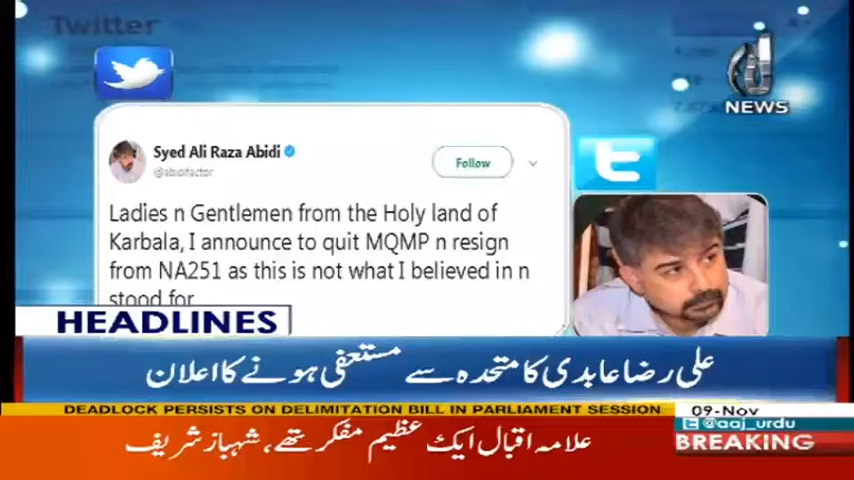 Twitter
NEWS
Syed Ali Raza Abidi
@abidifactor
Follow
Ladies n Gentlemen from the Holy land of
Karbala, I announce to quit MQMP n resign
from NA251 as this is not what I believed in n
stood for
HEADLINES
علی رضا عابدی کا متحدہ سے مستعفی ہونے کا اعلان
DEADLOCK PERSISTS ON DELIMITATION BILL IN PARLIAMENT SESSION
09-Nov
@aaj_urdu
BREAKING
علامہ اقبال ایک عظیم مفکر تھے، شہباز شریف